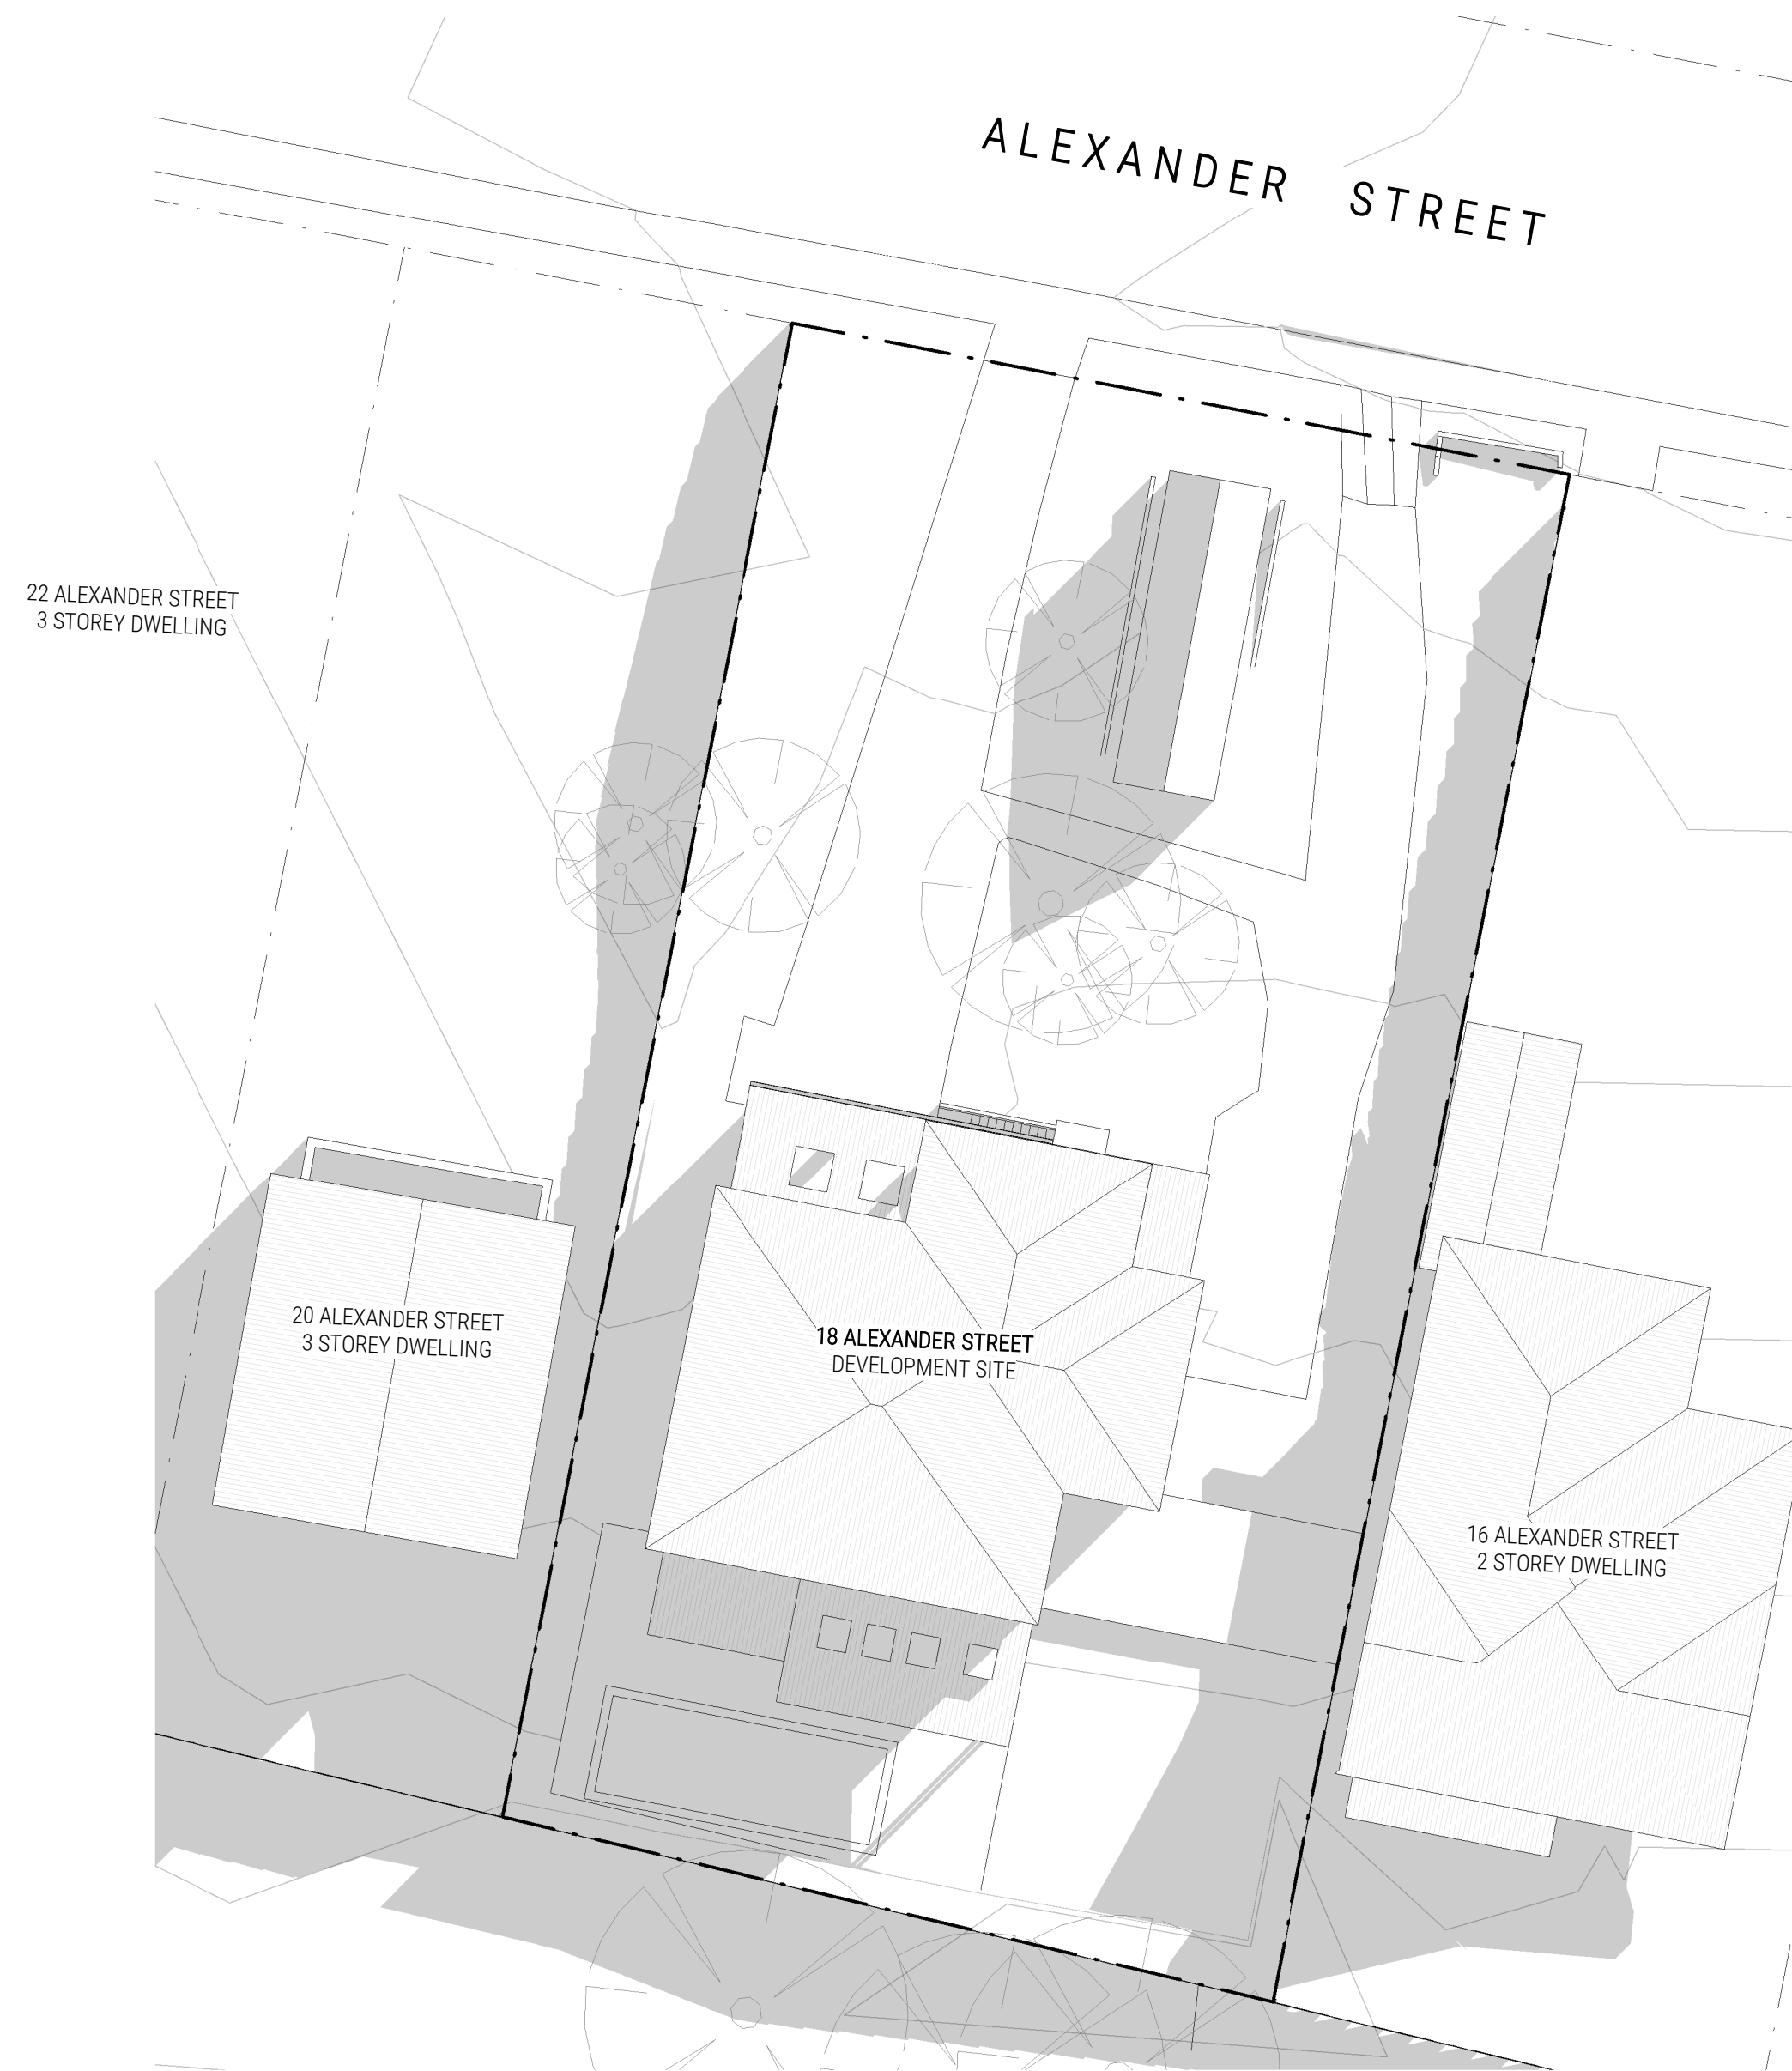 ALEXANDER STREET
22 ALEXANDER STREET
3 STOREY DWELLING
20 ALEXANDER STREET
3 STOREY DWELLING
18 ALEXANDER STREET
DEVELOPMENT SITE
16 ALEXANDER STREET
2 STOREY DWELLING